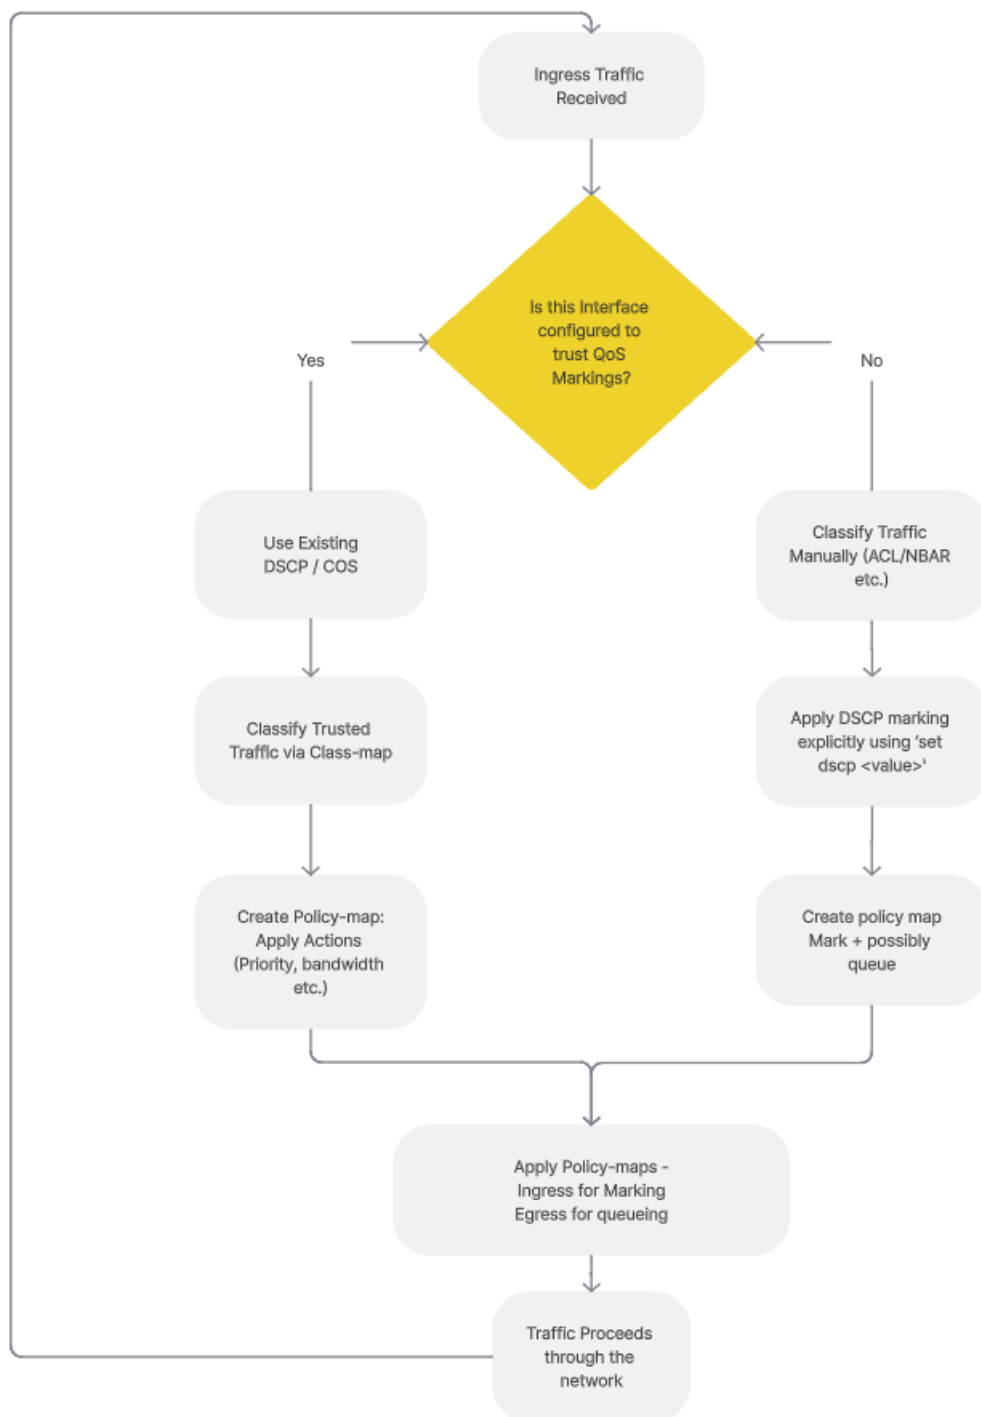 Ingress Traffic
Received
Is this Interface
configured to
trust QoS
Markings?
Yes
No
Use Existing
DSCP / COS
Classify Traffic
Manually (ACL/NBAR
etc.)
Classify Trusted
Traffic via Class-map
Apply DSCP marking
explicitly using ‘set
dscp <value>'
Create Policy-map:
Apply Actions
(Priority, bandwidth
etc.)
Create policy map
Mark + possibly
queue
Apply Policy-maps -
Ingress for Marking
Egress for queueing
Traffic Proceeds
through the
network